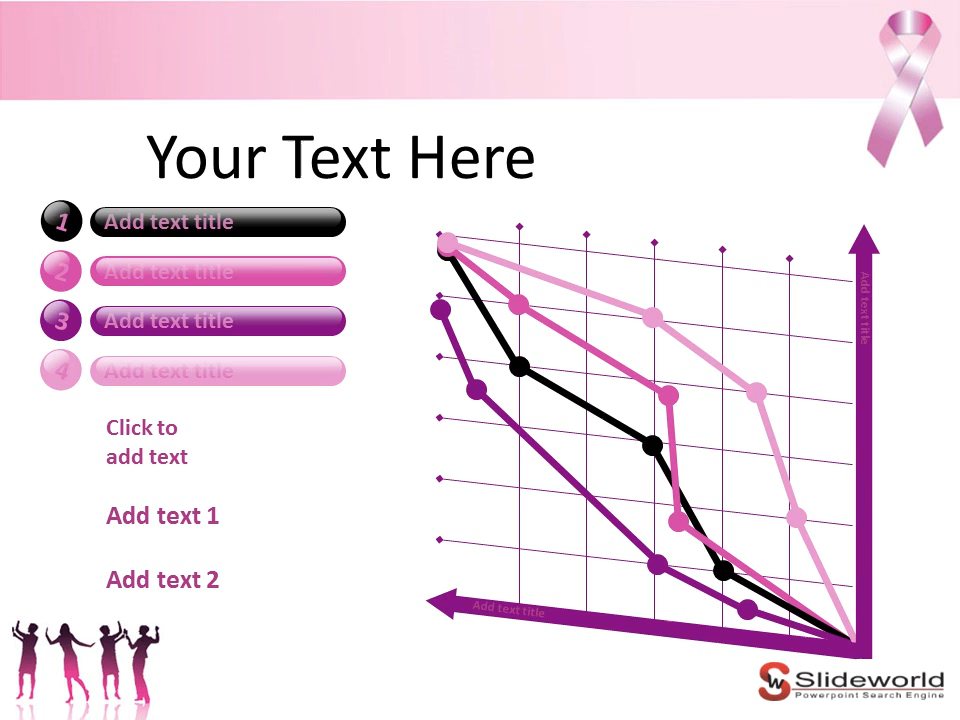 Your Text Here
1 Add text title
2 Add text title
3 Add text title
4 Add text title
Click to
add text
Add text 1
Add text 2
Add text title
Add text title
SW Slideworld
Powerpoint Search Engine